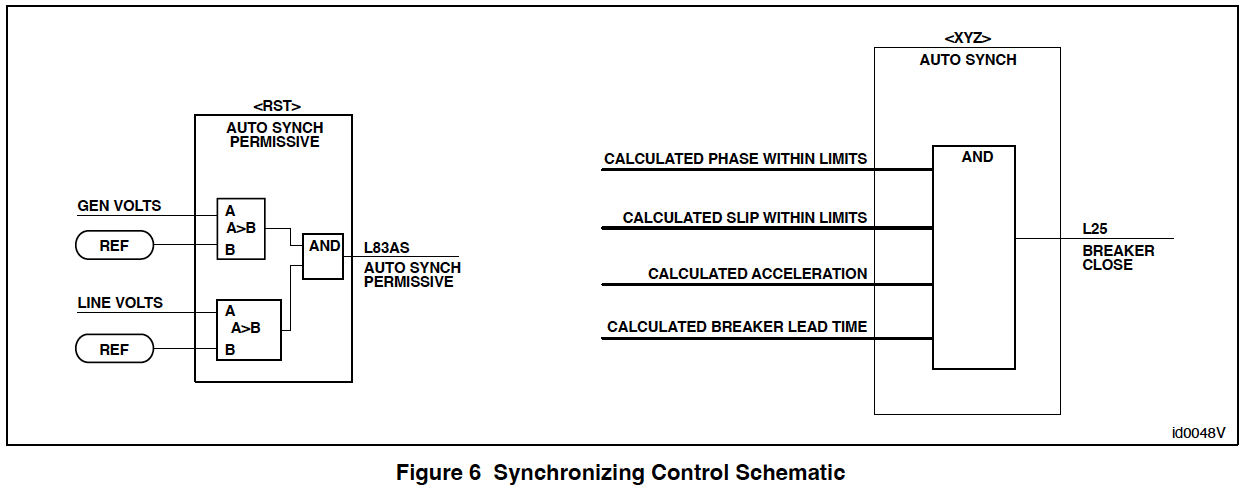 <RST>
AUTO SYNCH
PERMISSIVE
GEN VOLTS
A
A>B
B
REF
AND
L83AS
AUTO SYNCH
PERMISSIVE
LINE VOLTS
A
A>B
B
REF
<XYZ>
AUTO SYNCH
AND
CALCULATED PHASE WITHIN LIMITS
CALCULATED SLIP WITHIN LIMITS
CALCULATED ACCELERATION
CALCULATED BREAKER LEAD TIME
L25
BREAKER
CLOSE
id0048V
Figure 6 Synchronizing Control Schematic